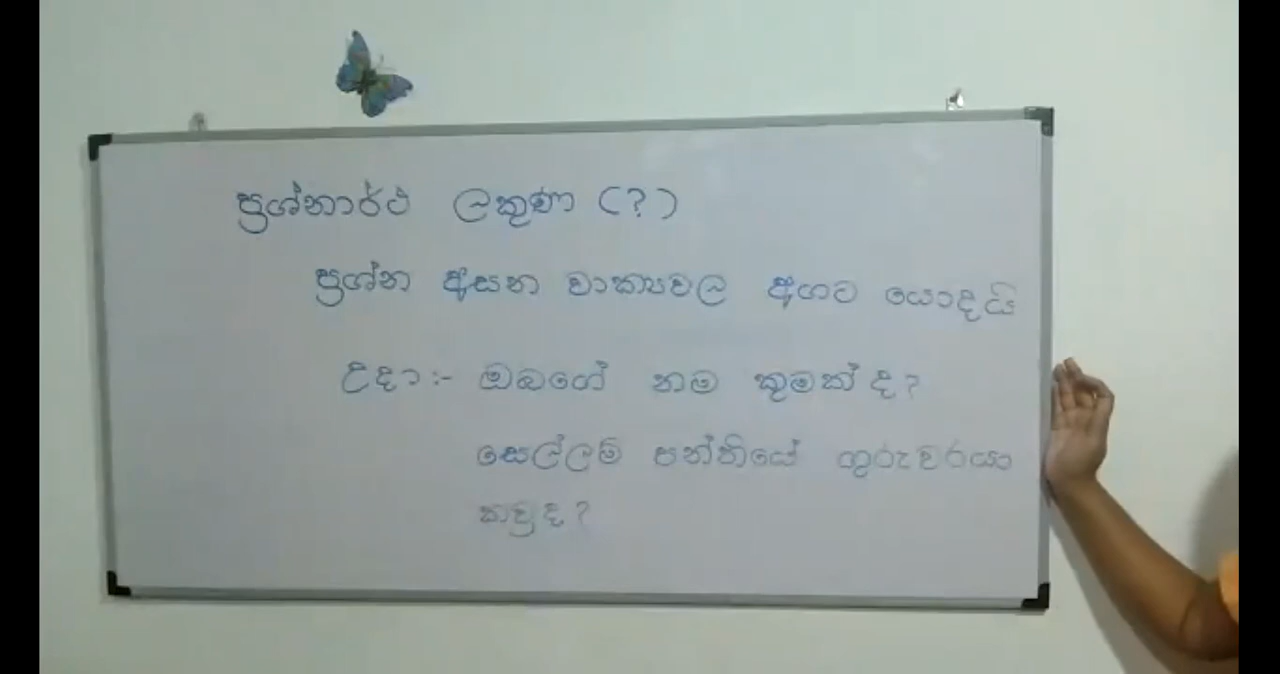 ප්‍රශ්නාර්ථ ලකුණ (?)
ප්‍රශ්න අසන වාක්‍යවල අගට යොදයි
උදා :- ඔබගේ නම කුමක් ද ?
සෙල්ලම් පන්තියේ ගුරුවරයා
කවුද ?